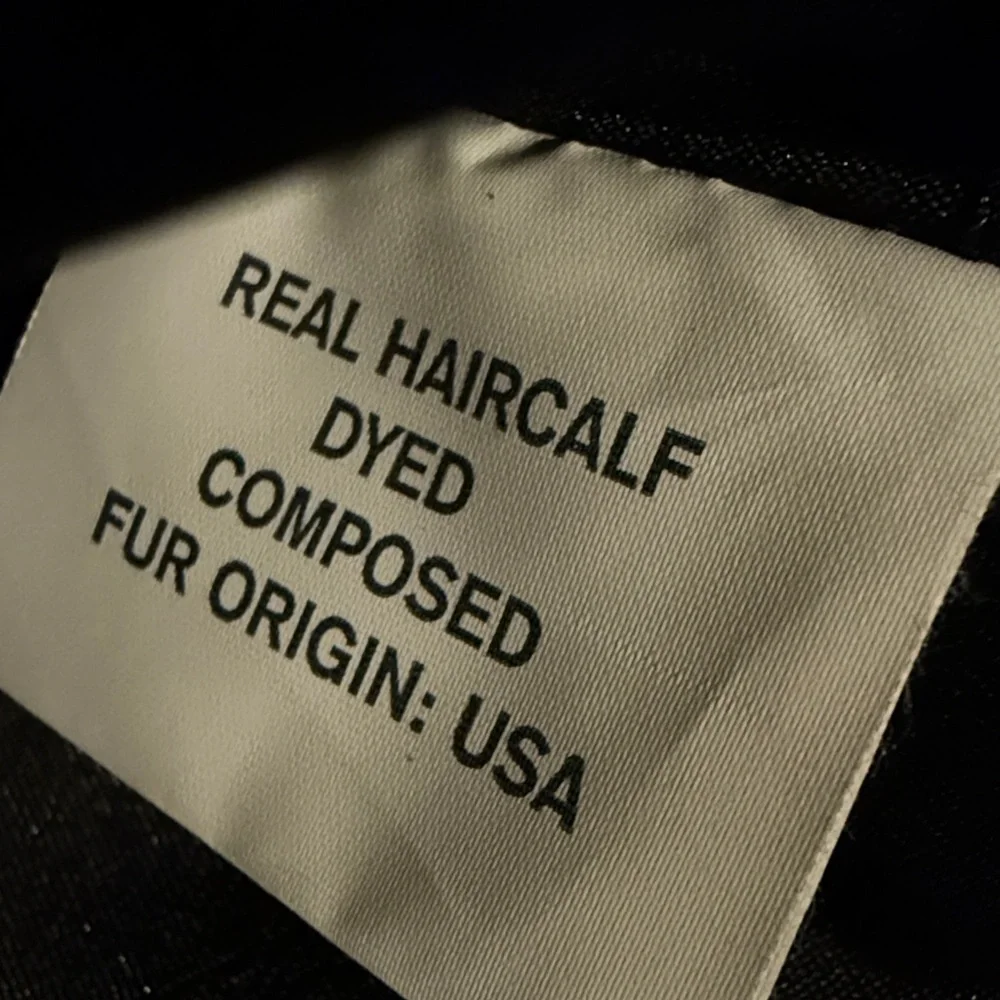 REAL HAIRCALF
DYED
COMPOSED
FUR ORIGIN: USA